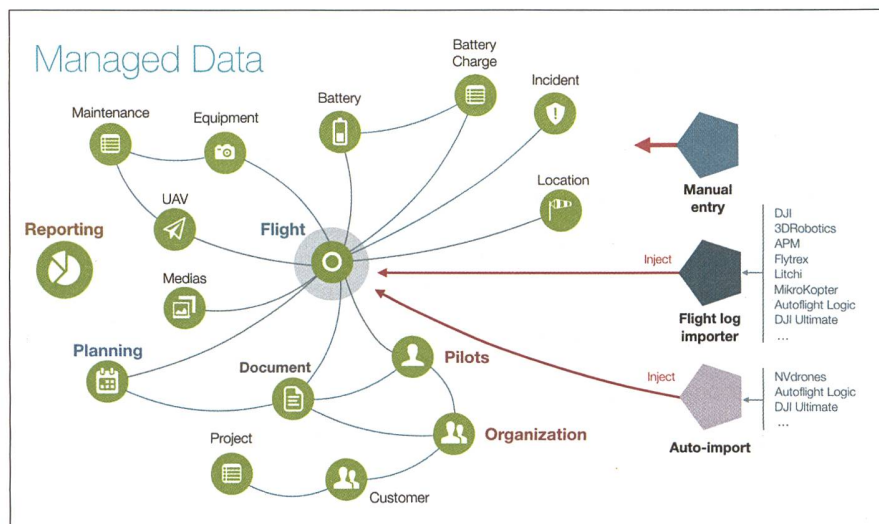 Managed Data
Battery
Charge
Incident
Battery
Maintenance
Equipment
UAV
Location
Manual
entry
Reporting
Flight
DJI
3DRobotics
APM
Flytrex
Litchi
MikroKopter
Autoflight Logic
DJI Ultimate
...
Inject
Flight log
importer
Medias
Planning
Document
Pilots
Inject
NVdrones
Autoflight Logic
DJI Ultimate
...
Auto-import
Organization
Project
Customer